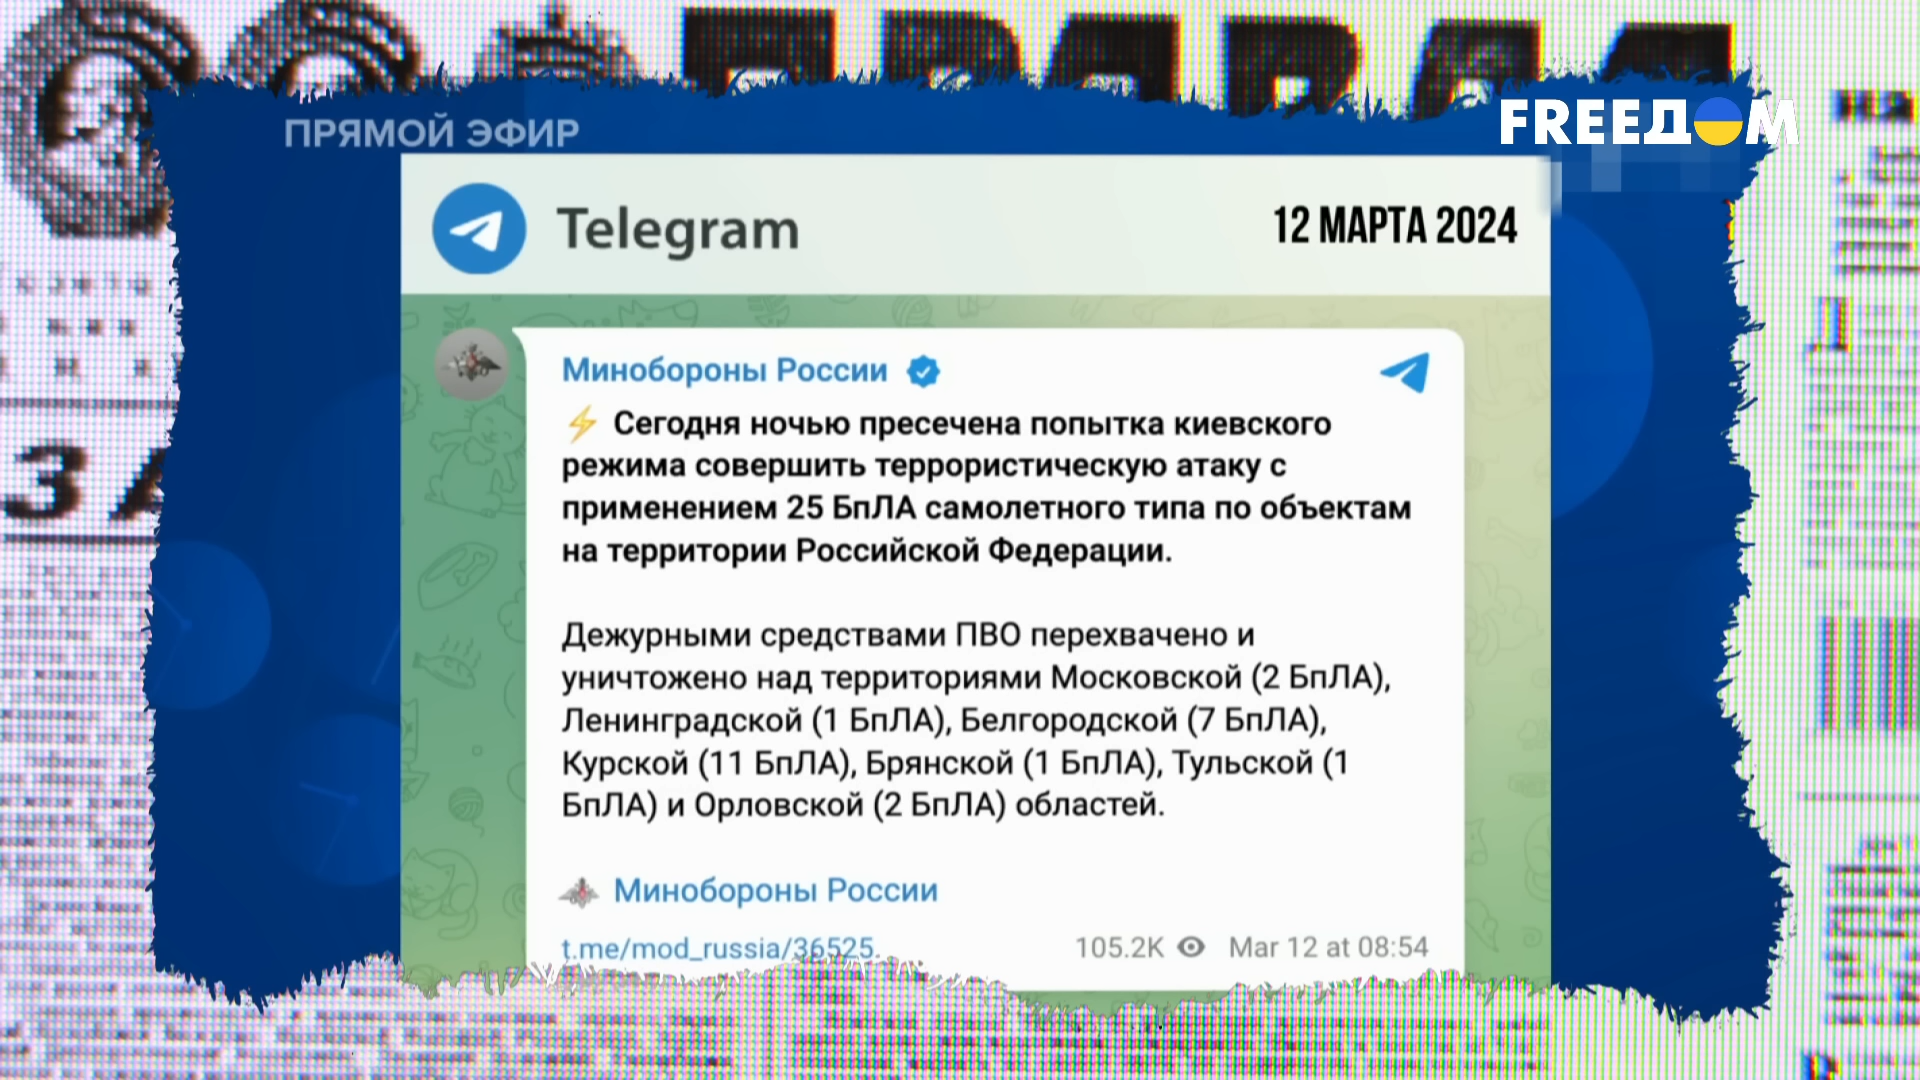 ПРАВДА
ПРЯМОЙ ЭФИР
FREEДОМ
Telegram
12 МАРТА 2024
Минобороны России
⚡ Сегодня ночью пресечена попытка киевского
режима совершить террористическую атаку с
применением 25 БпЛА самолетного типа по объектам
на территории Российской Федерации.
Дежурными средствами ПВО перехвачено и
уничтожено над территориями Московской (2 БпЛА),
Ленинградской (1 БпЛА), Белгородской (7 БпЛА),
Курской (11 БпЛА), Брянской (1 БпЛА), Тульской (1
БпЛА) и Орловской (2 БпЛА) областей.
Минобороны России
t.me/mod_russia/36525
105.2K Mar 12 at 08:54